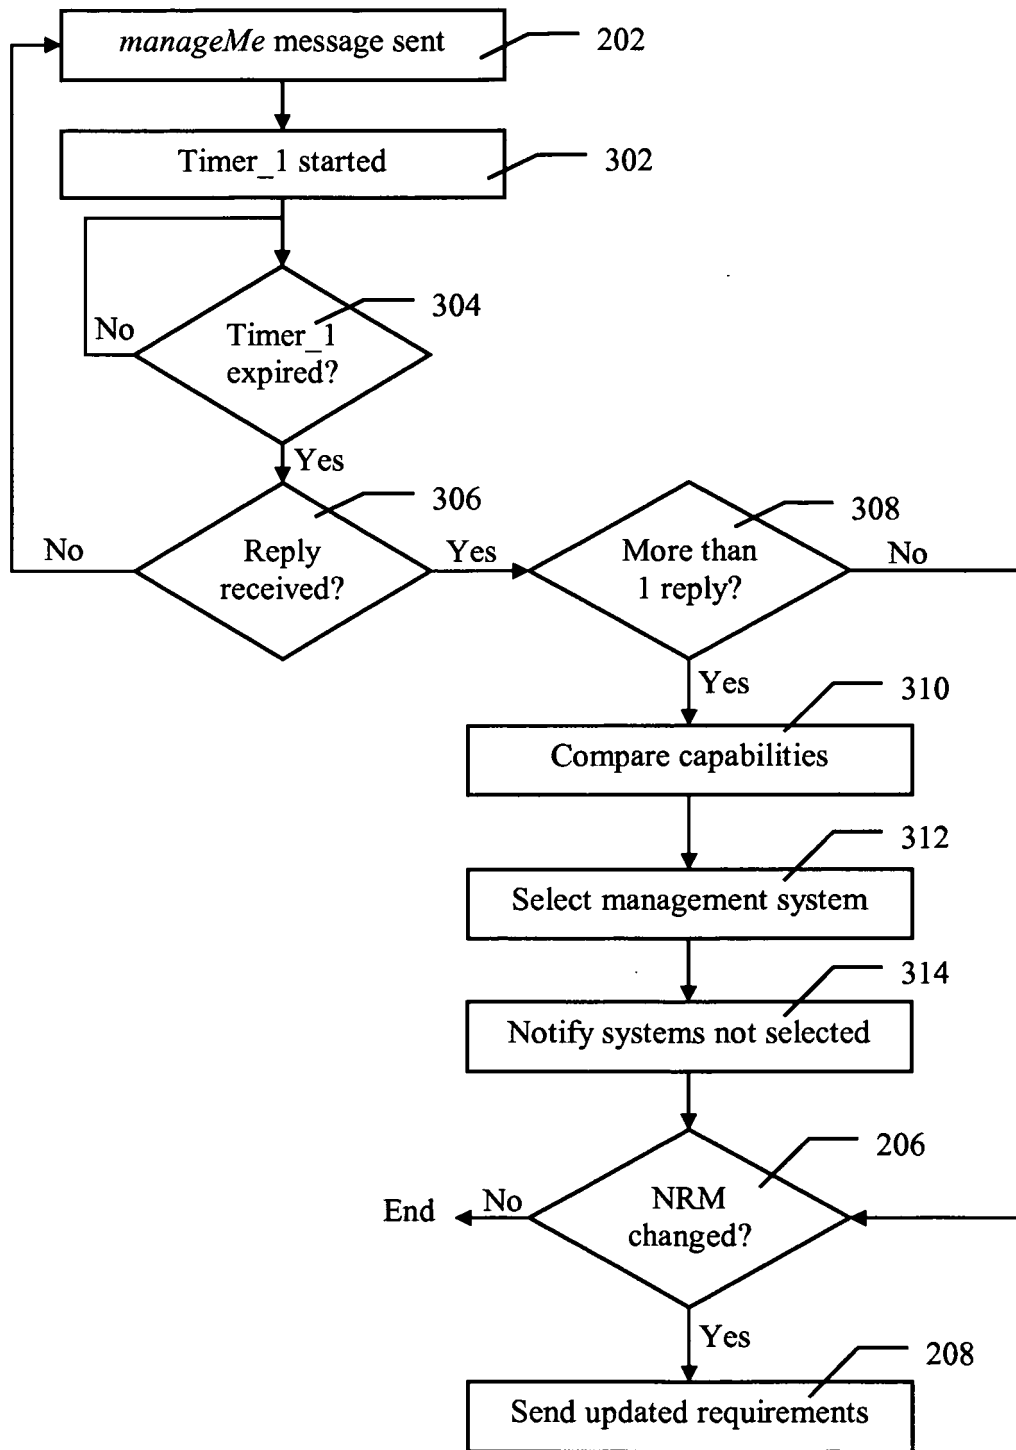 manageMe message sent
202
Timer_1 started
302
304
No
Timer_1
expired?
Yes
306
308
No
Reply
received?
Yes
More than
1 reply?
No
Yes
310
Compare capabilities
312
Select management system
314
Notify systems not selected
206
End
No
NRM
changed?
Yes
208
Send updated requirements